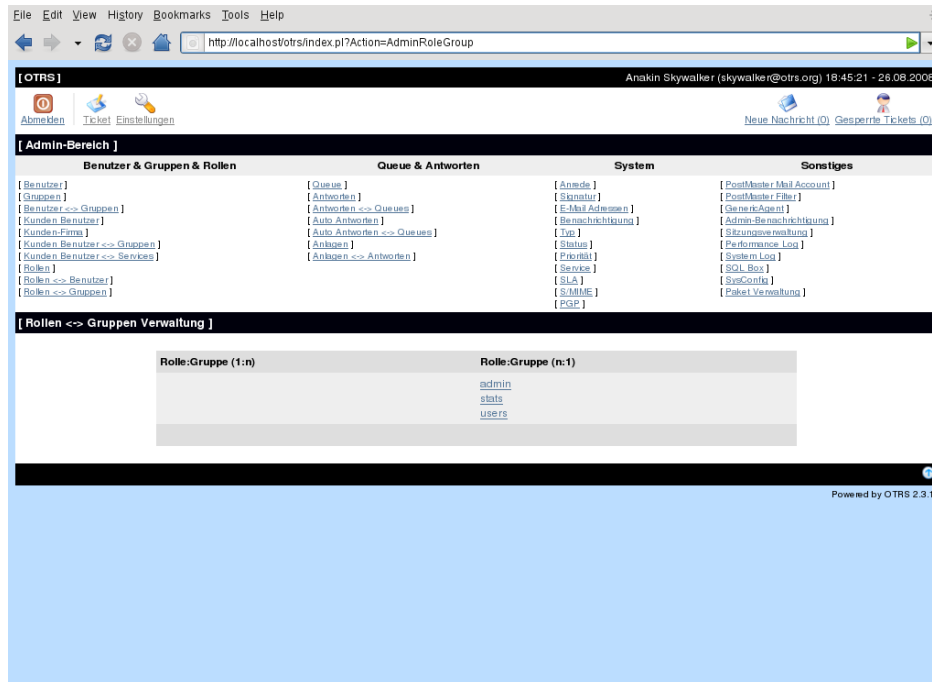 File Edit View History Bookmarks Tools Help
http://localhost/otrs/index.pl?Action=AdminRoleGroup
[ OTRS ] Anakin Skywalker (skywalker@otrs.org) 18:45:21 - 26.08.2008
Abmelden Ticket Einstellungen Neue Nachricht (0) Gesperrte Tickets (0)
[ Admin-Bereich ]
Benutzer & Gruppen & Rollen Queue & Antworten System Sonstiges
[ Benutzer ] [ Queue ] [ Anrede ] [ PostMaster Mail Account ]
[ Gruppen ] [ Antworten ] [ Signatur ] [ PostMaster Filter ]
[ Benutzer <-> Gruppen ] [ Antworten <-> Queues ] [ E-Mail Adressen ] [ GenericAgent ]
[ Kunden Benutzer ] [ Auto Antworten ] [ Benachrichtigung ] [ Admin-Benachrichtigung ]
[ Kunden-Firma ] [ Auto Antworten <-> Queues ] [ Typ ] [ Sitzungsverwaltung ]
[ Kunden Benutzer <-> Gruppen ] [ Anlagen ] [ Status ] [ Performance Log ]
[ Kunden Benutzer <-> Services ] [ Anlagen <-> Antworten ] [ Priorität ] [ System Log ]
[ Rollen ] [ Service ] [ SQL Box ]
[ Rollen <-> Benutzer ] [ SLA ] [ SysConfig ]
[ Rollen <-> Gruppen ] [ S/MIME ] [ Paket Verwaltung ]
[ PGP ]
[ Rollen <-> Gruppen Verwaltung ]
Rolle:Gruppe (1:n) Rolle:Gruppe (n:1)
admin
stats
users
Powered by OTRS 2.3.1